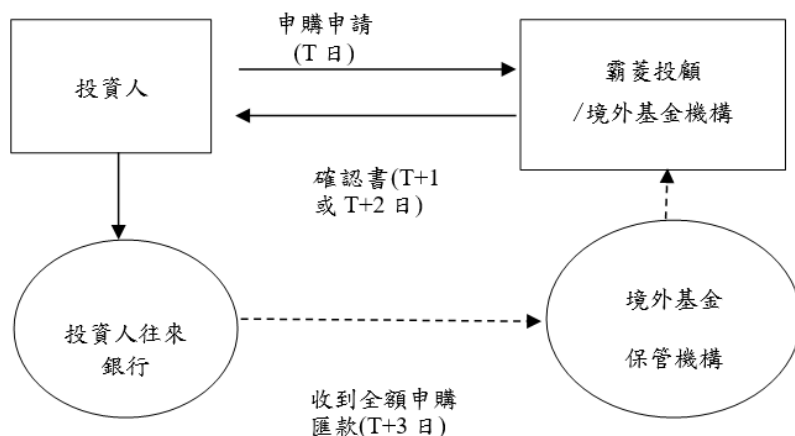 申購申請
(T 日)
投資人
霸菱投顧
/境外基金機構
確認書(T+1
或 T+2 日)
投資人往來
銀行
境外基金
保管機構
收到全額申購
匯款(T+3 日)